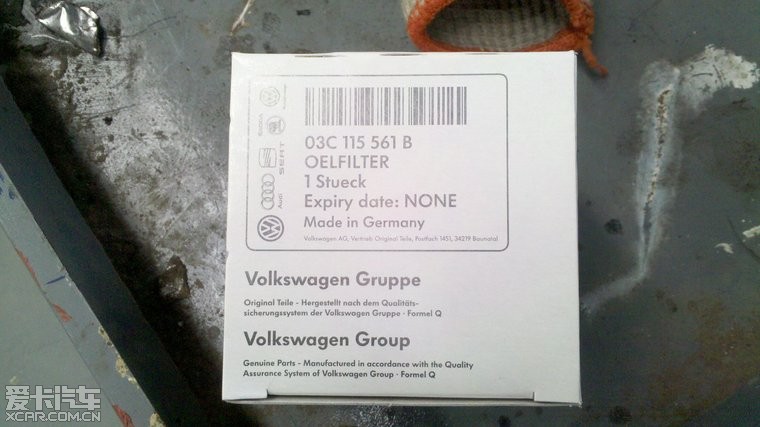 03C 115 561 B
OELFILTER
1 Stueck
Expiry date: NONE
Made in Germany
Volkswagen AG, Vertrieb Original Teile, Postfach 1451, 34219 Baunatal
SKODA
SEAT
Audi
Volkswagen Gruppe
Original Teile - Hergestellt nach dem Qualitäts-
sicherungssystem der Volkswagen Gruppe · Formel Q
Volkswagen Group
Genuine Parts - Manufactured in accordance with the Quality
Assurance System of Volkswagen Group · Formel Q
爱卡汽车
XCAR.COM.CN